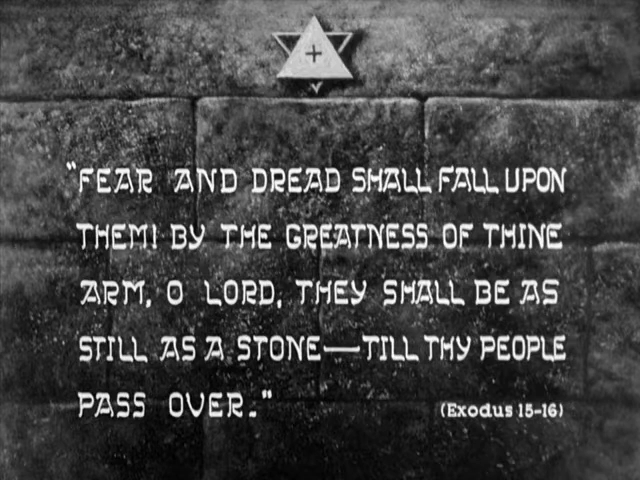 "FEAR AND DREAD SHALL FALL UPON
THEM! BY THE GREATNESS OF THINE
ARM, O LORD, THEY SHALL BE AS
STILL AS A STONE—TILL THY PEOPLE
PASS OVER."
(Exodus 15-16)